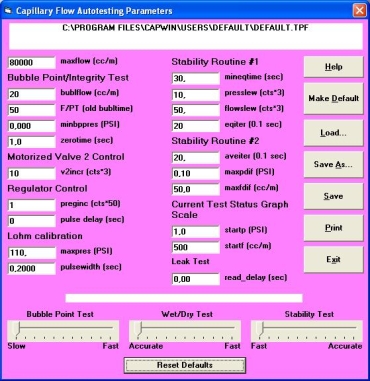 Capillary Flow Autotesting Parameters
C:\PROGRAM FILES\CAPWIN\USERS\DEFAULT\DEFAULT.TPF
80000 maxflow (cc/m)
Bubble Point/Integrity Test
20 bublflow (cc/m)
50 F/PT (old bubltime)
0,000 minbppres (PSI)
1,0 zerotime (sec)
Motorized Valve 2 Control
10 v2incr (cts*3)
Regulator Control
1 preginc (cts*50)
0 pulse delay (sec)
Lohm calibration
110, maxpres (PSI)
0,2000 pulsewidth (sec)
Stability Routine #1
30, mineqtime (sec)
10, presslew (cts*3)
50, flowslew (cts*3)
20 eqiter (0.1 sec)
Stability Routine #2
20, aveiter (0.1 sec)
0,10 maxpdif (PSI)
50,0 maxfdif (cc/m)
Current Test Status Graph
Scale
1,0 startp (PSI)
500 startf (cc/m)
Leak Test
0,00 read_delay (sec)
Help
Make Default
Load...
Save As...
Save
Print
Exit
Bubble Point Test
Slow Fast
Wet/Dry Test
Accurate Fast
Stability Test
Fast Accurate
Reset Defaults